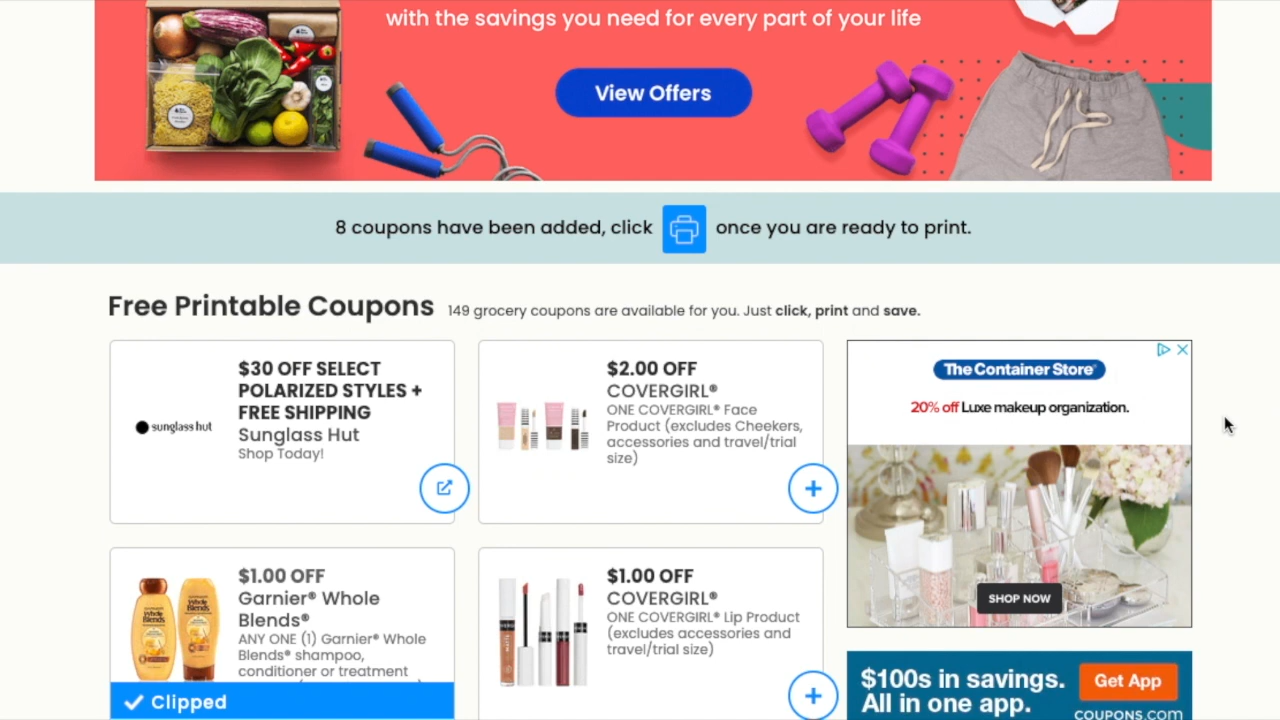 with the savings you need for every part of your life
View Offers
8 coupons have been added, click
once you are ready to print.
Free Printable Coupons
149 grocery coupons are available for you. Just click, print and save.
$30 OFF SELECT
POLARIZED STYLES +
FREE SHIPPING
Sunglass Hut
Shop Today!
sunglass hut
$2.00 OFF
COVERGIRL®
ONE COVERGIRL® Face
Product (excludes Cheekers,
accessories and travel/trial
size)
The Container Store®
20% off Luxe makeup organization.
SHOP NOW
$1.00 OFF
Garnier® Whole
Blends®
ANY ONE (1) Garnier® Whole
Blends® shampoo,
conditioner or treatment
Whole
Blends
Whole
Blends
Clipped
$1.00 OFF
COVERGIRL®
ONE COVERGIRL® Lip Product
(excludes accessories and
travel/trial size)
$100s in savings.
All in one app.
Get App
COUPONS.com